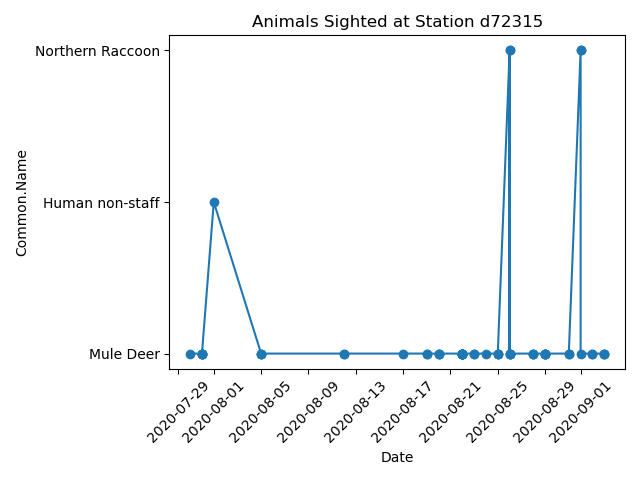 Animals Sighted at Station d72315
Northern Raccoon
Human non-staff
Mule Deer
Common.Name
2020-07-29
2020-08-01
2020-08-05
2020-08-09
2020-08-13
2020-08-17
2020-08-21
2020-08-25
2020-08-29
2020-09-01
Date